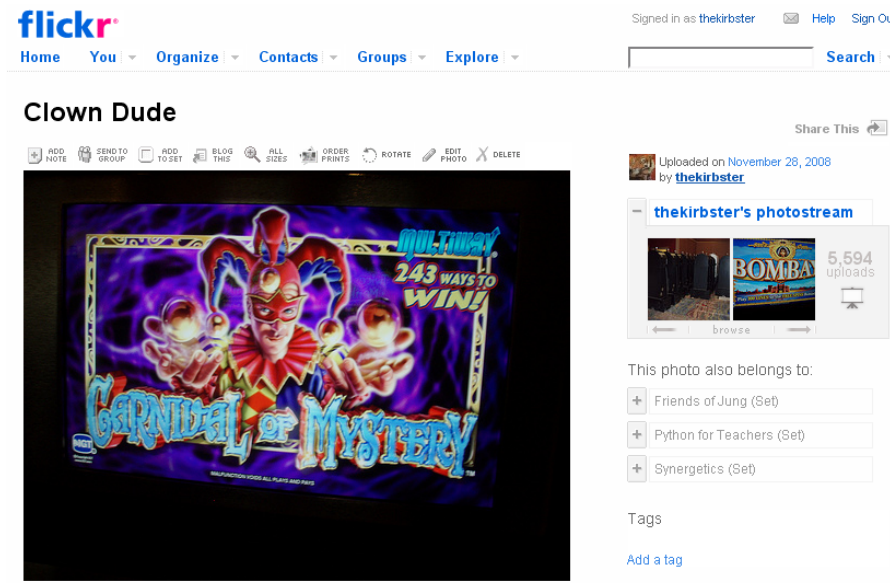 flickr
Signed in as thekirbster Help Sign Ou
Home You Organize Contacts Groups Explore Search
Clown Dude
Share This
ADD NOTE SEND TO GROUP ADD TO SET BLOG THIS ALL SIZES ORDER PRINTS ROTATE EDIT PHOTO DELETE
Uploaded on November 28, 2008
by thekirbster
thekirbster's photostream
BOMBAY
5,594
uploads
browse
MULTIWAY
243 WAYS TO
WIN!
CARNIVAL OF MYSTERY™
MALFUNCTION VOIDS ALL PLAYS AND PAYS
This photo also belongs to:
Friends of Jung (Set)
Python for Teachers (Set)
Synergetics (Set)
Tags
Add a tag